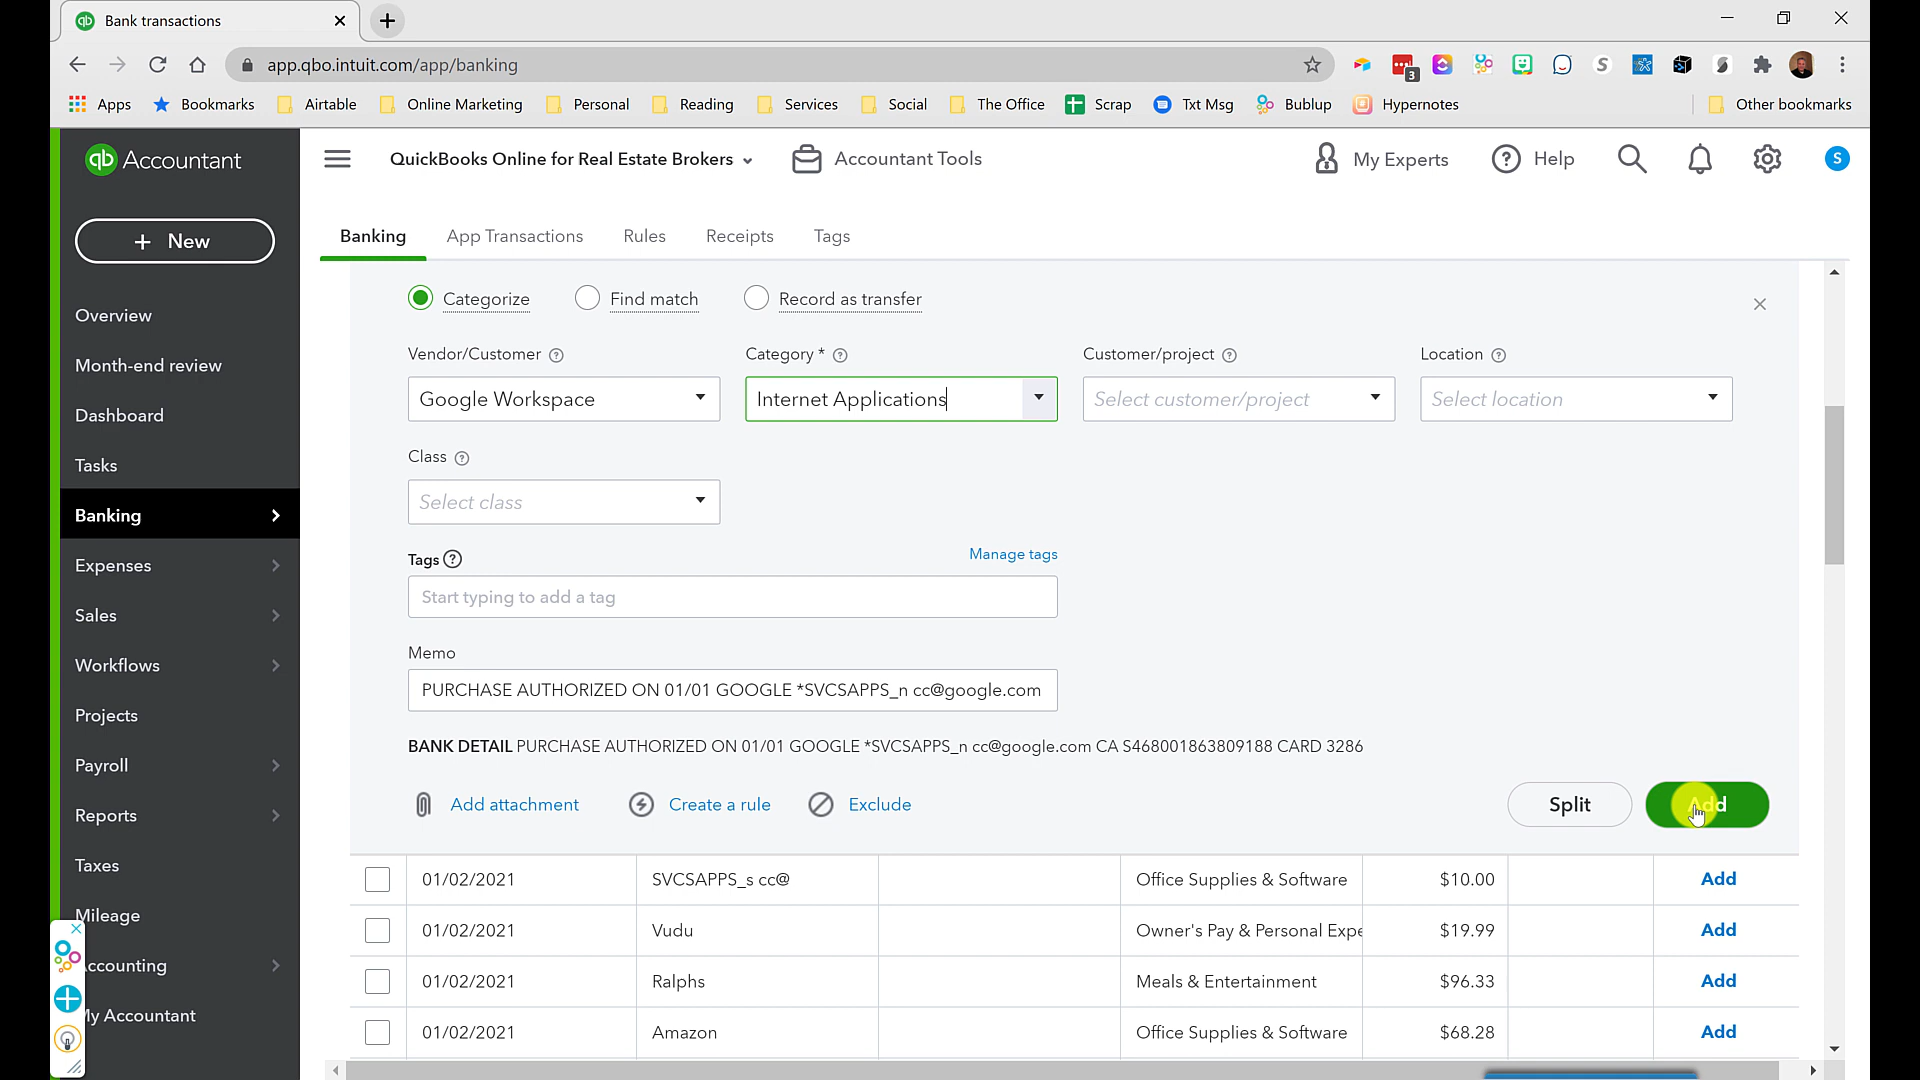 Bank transactions
app.qbo.intuit.com/app/banking
3
Apps Bookmarks Airtable Online Marketing Personal Reading Services Social The Office Scrap Txt Msg Bublup Hypernotes Other bookmarks
qb Accountant
QuickBooks Online for Real Estate Brokers
Accountant Tools
My Experts
Help
S
+ New
Overview
Month-end review
Dashboard
Tasks
Banking
Expenses
Sales
Workflows
Projects
Payroll
Reports
Taxes
Mileage
ccounting
y Accountant
Banking App Transactions Rules Receipts Tags
Categorize Find match Record as transfer
Vendor/Customer Category * Customer/project Location
Google Workspace Internet Applications Select customer/project Select location
Class
Select class
Tags Manage tags
Start typing to add a tag
Memo
PURCHASE AUTHORIZED ON 01/01 GOOGLE *SVCSAPPS_n cc@google.com
BANK DETAIL PURCHASE AUTHORIZED ON 01/01 GOOGLE *SVCSAPPS_n cc@google.com CA S468001863809188 CARD 3286
Add attachment Create a rule Exclude Split Add
01/02/2021 SVCSAPPS_s cc@ Office Supplies & Software $10.00 Add
01/02/2021 Vudu Owner's Pay & Personal Expe $19.99 Add
01/02/2021 Ralphs Meals & Entertainment $96.33 Add
01/02/2021 Amazon Office Supplies & Software $68.28 Add